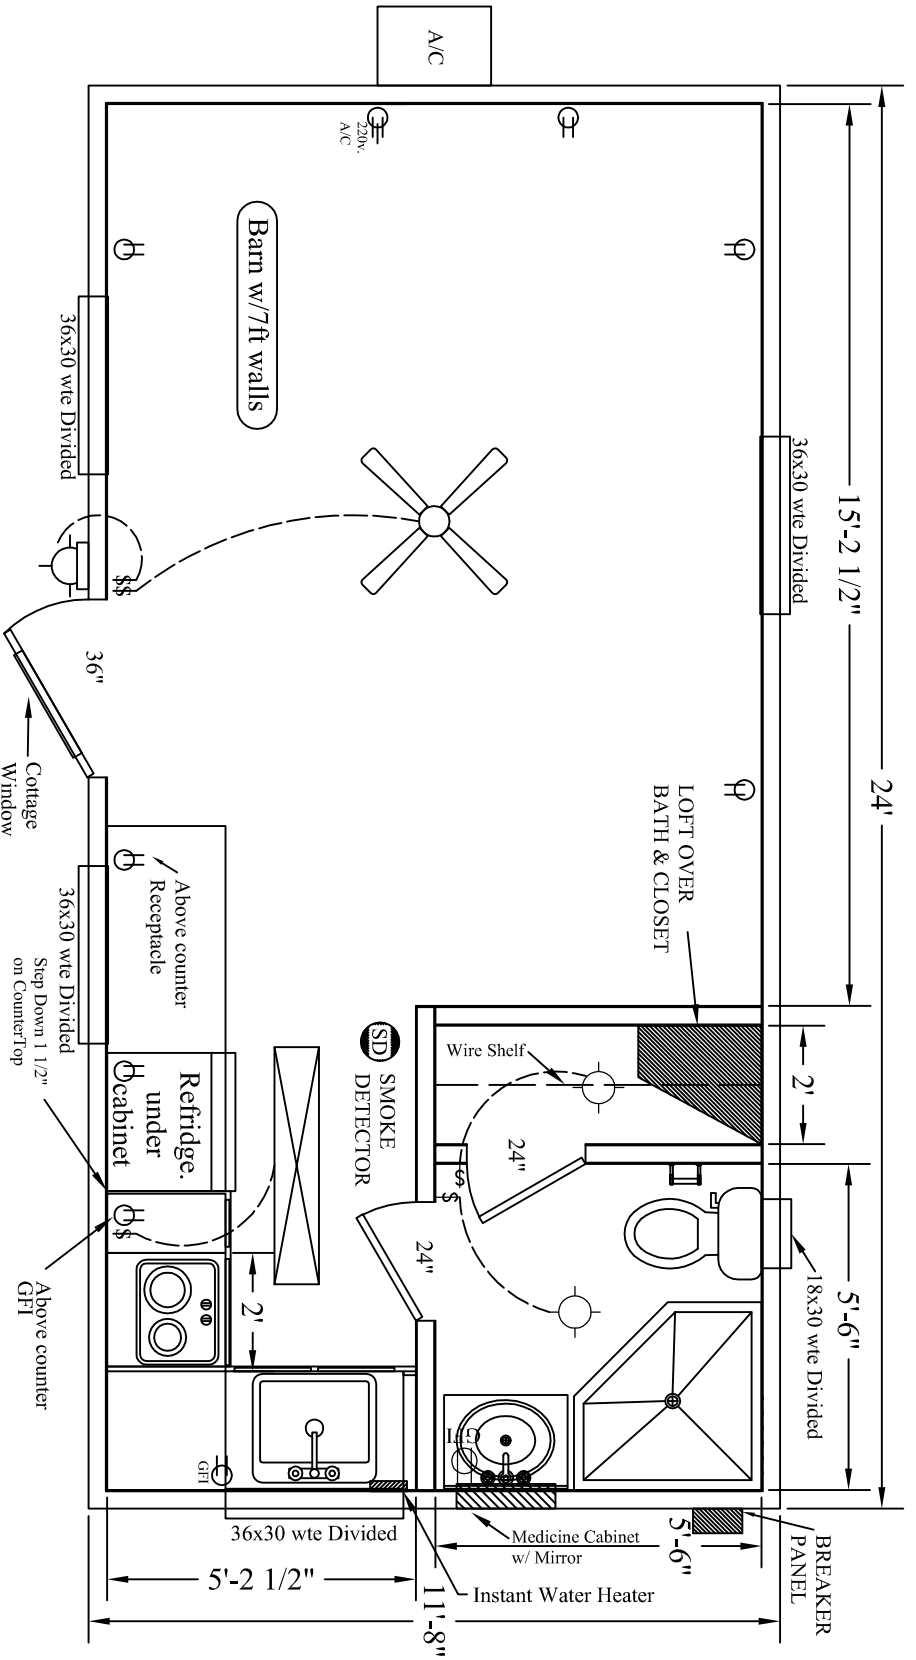 A/C
220v.
A/C
Barn w/7ft walls
36x30 wte Divided
36x30 wte Divided
15'-2 1/2"
24'
$$
36"
Cottage
Window
LOFT OVER
BATH & CLOSET
Above counter
Receptacle
36x30 wte Divided
Step Down 1 1/2"
on CounterTop
Refridge.
under
cabinet
SD
SMOKE
DETECTOR
Wire Shelf
2'
24"
$
$
24"
5'-6"
18x30 wte Divided
$
Above counter
GFI
2'
GFI
GFI
36x30 wte Divided
Medicine Cabinet
w/ Mirror
Instant Water Heater
5'-6"
BREAKER
PANEL
5'-2 1/2"
11'-8"